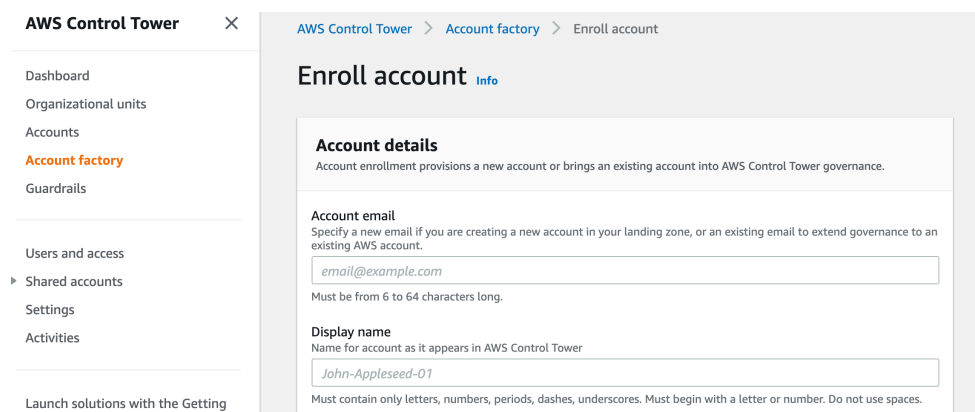 AWS Control Tower
Dashboard
Organizational units
Accounts
Account factory
Guardrails
Users and access
Shared accounts
Settings
Activities
Launch solutions with the Getting
AWS Control Tower > Account factory > Enroll account
Enroll account Info
Account details
Account enrollment provisions a new account or brings an existing account into AWS Control Tower governance.
Account email
Specify a new email if you are creating a new account in your landing zone, or an existing email to extend governance to an
existing AWS account.
email@example.com
Must be from 6 to 64 characters long.
Display name
Name for account as it appears in AWS Control Tower
John-Appleseed-01
Must contain only letters, numbers, periods, dashes, underscores. Must begin with a letter or number. Do not use spaces.